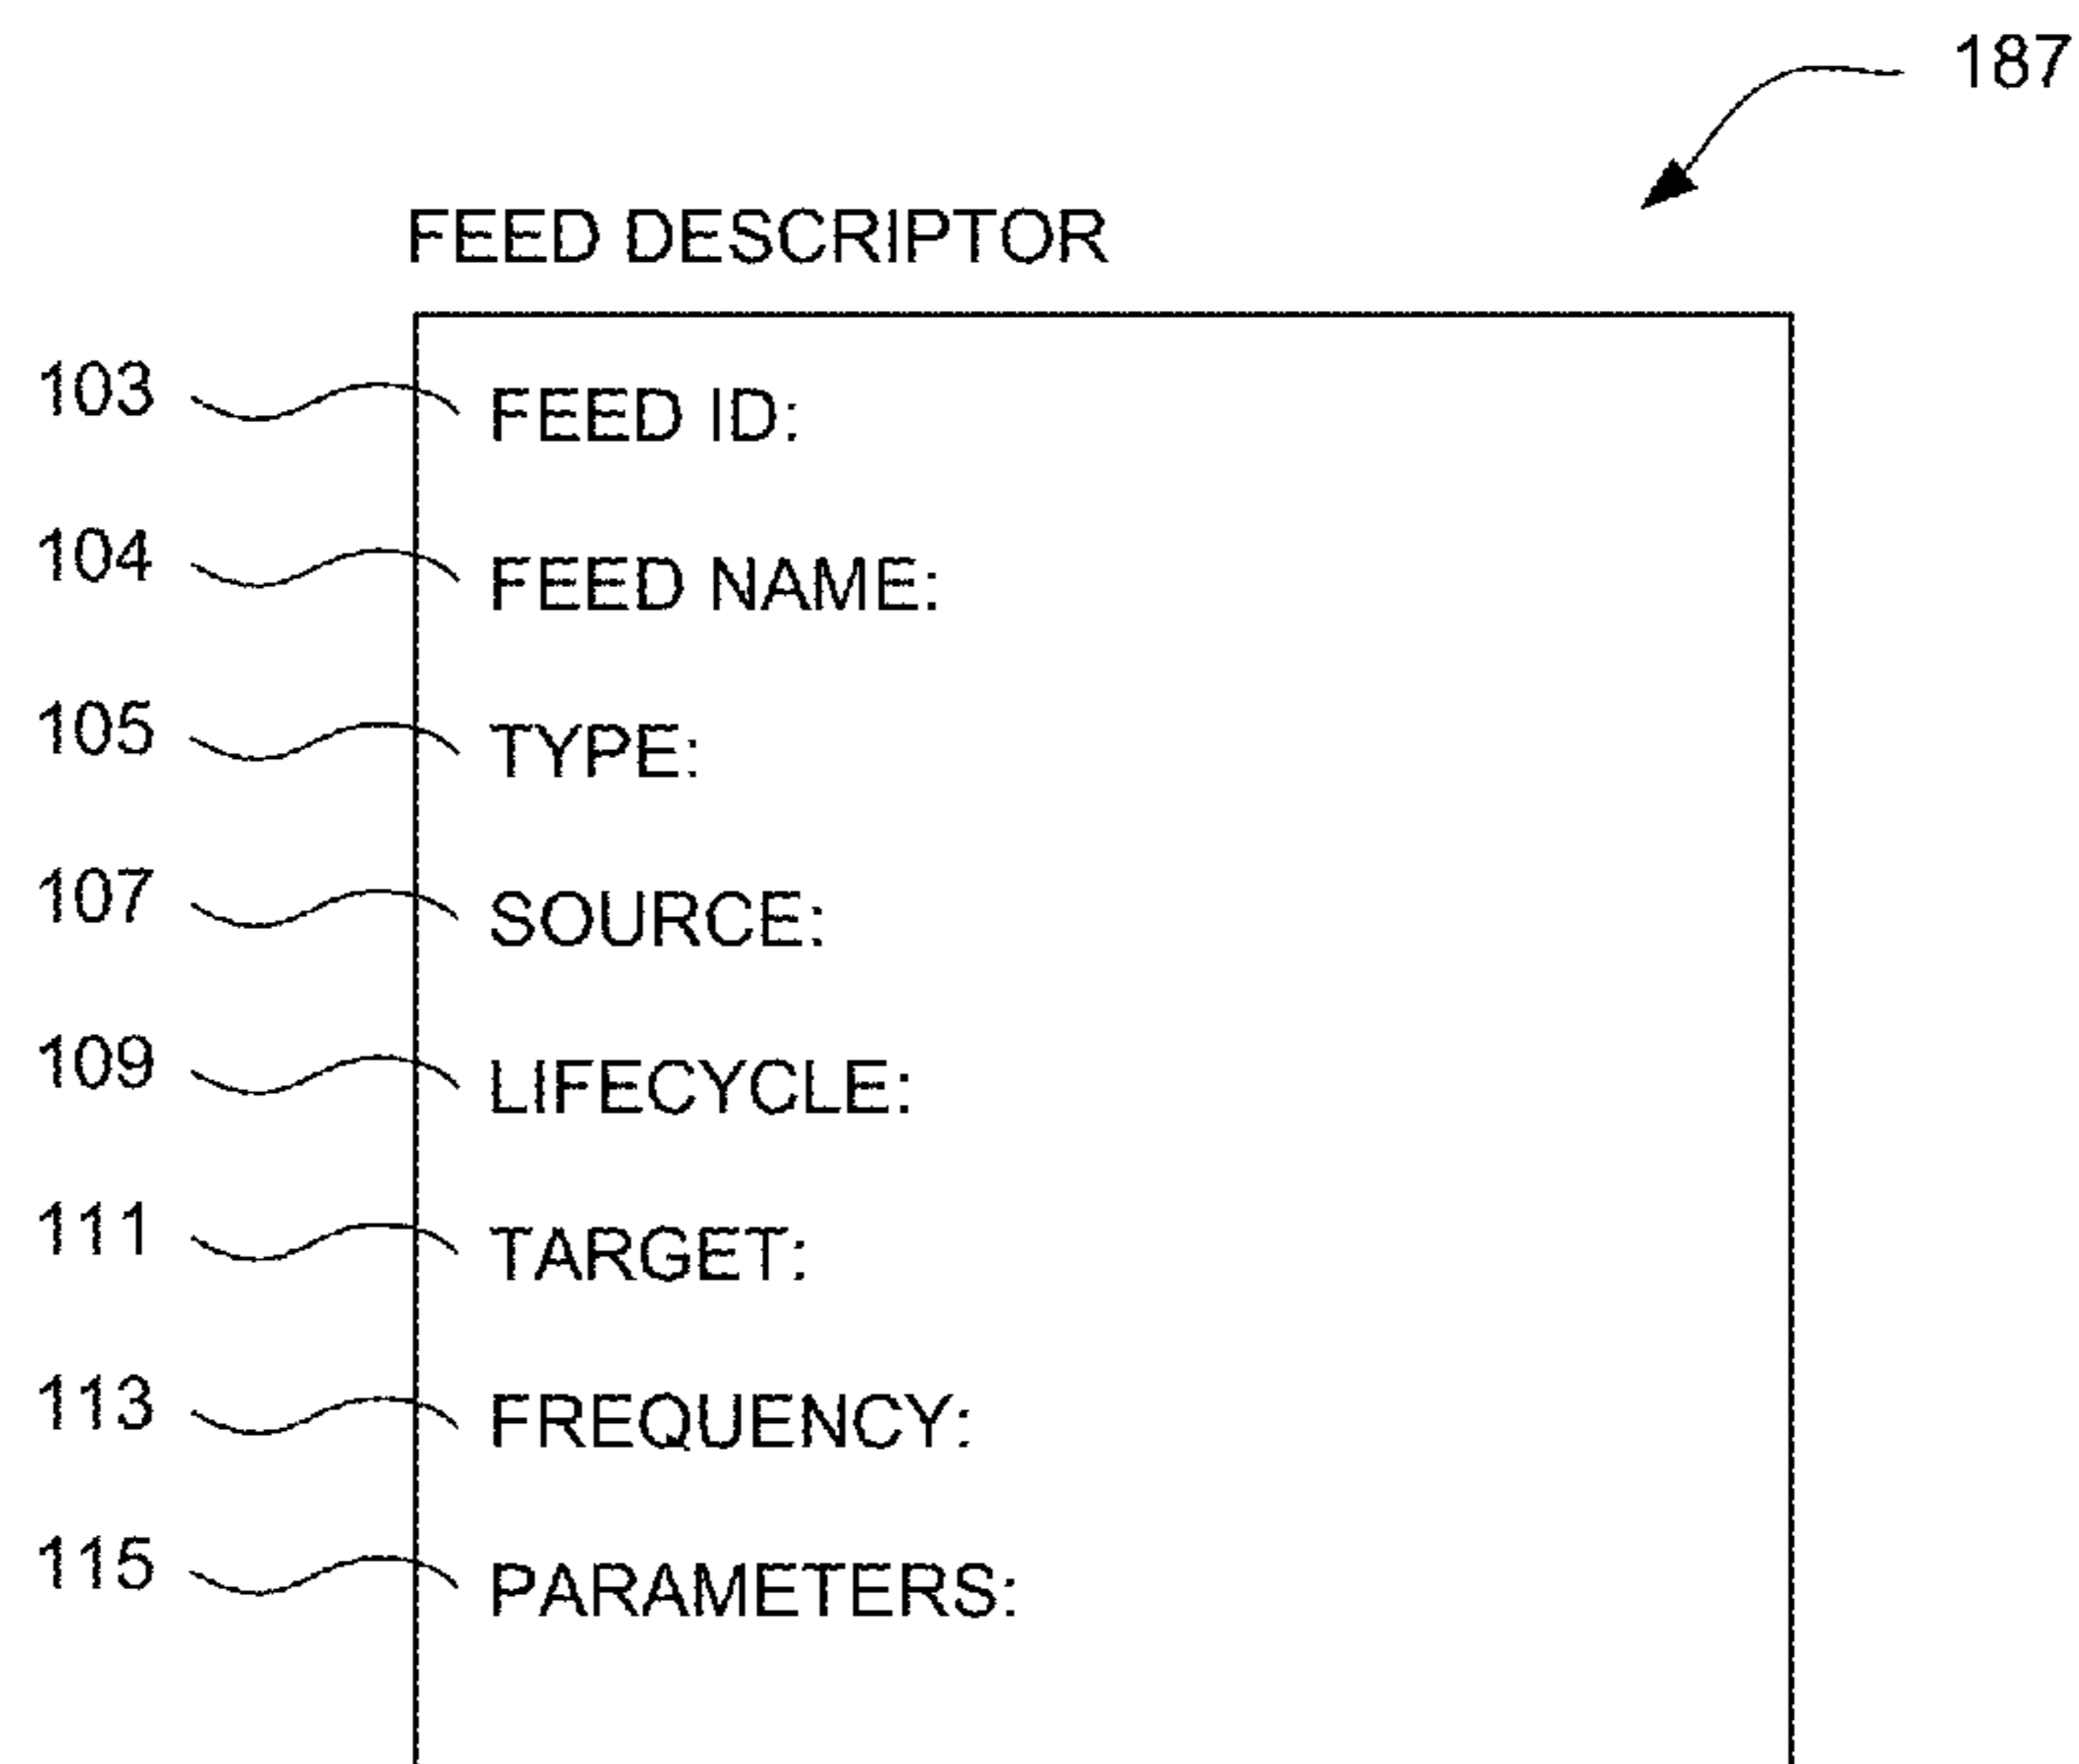 187
FEED DESCRIPTOR
103 FEED ID:
104 FEED NAME:
105 TYPE:
107 SOURCE:
109 LIFECYCLE:
111 TARGET:
113 FREQUENCY:
115 PARAMETERS: